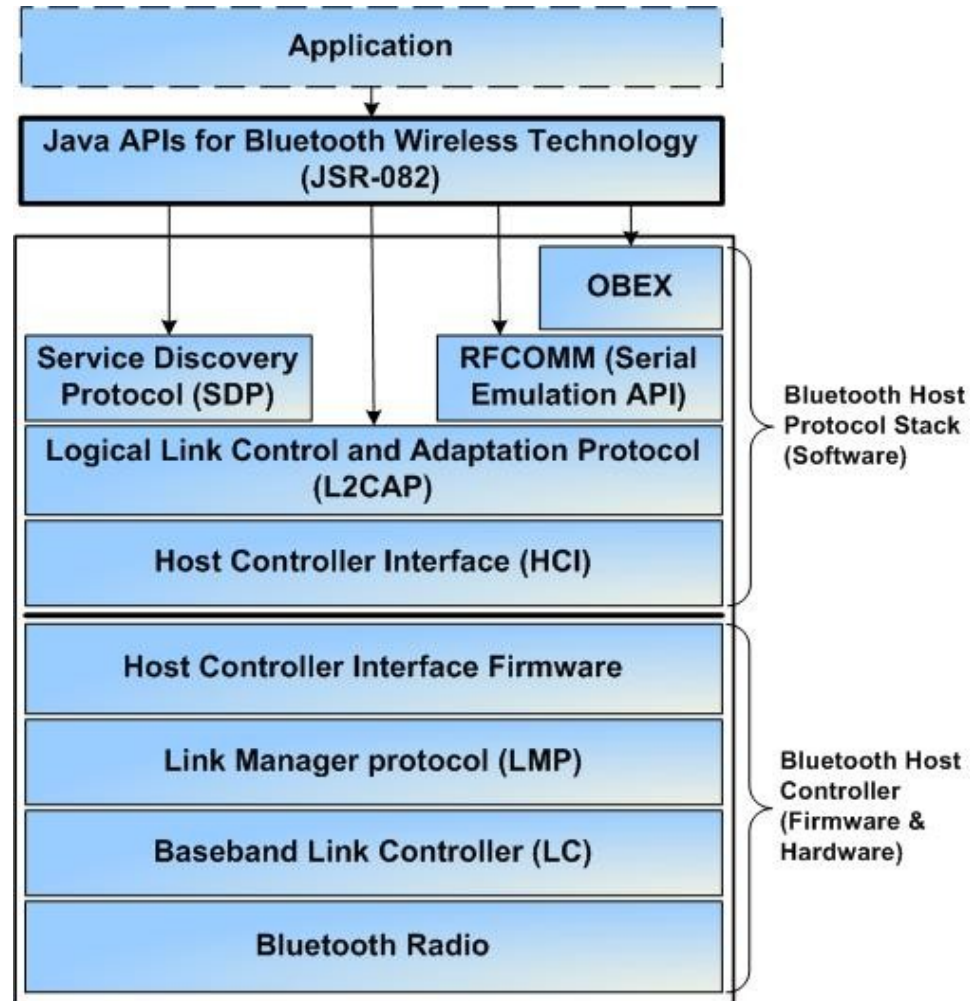 Application
Java APIs for Bluetooth Wireless Technology
(JSR-082)
OBEX
Service Discovery
Protocol (SDP)
RFCOMM (Serial
Emulation API)
Logical Link Control and Adaptation Protocol
(L2CAP)
Host Controller Interface (HCI)
Bluetooth Host
Protocol Stack
(Software)
Host Controller Interface Firmware
Link Manager protocol (LMP)
Baseband Link Controller (LC)
Bluetooth Radio
Bluetooth Host
Controller
(Firmware &
Hardware)